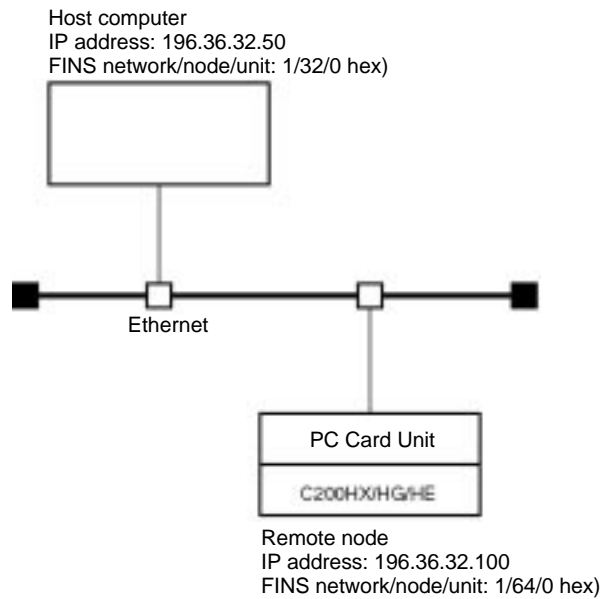 Host computer
IP address: 196.36.32.50
FINS network/node/unit: 1/32/0 hex)
Ethernet
PC Card Unit
C200HX/HG/HE
Remote node
IP address: 196.36.32.100
FINS network/node/unit: 1/64/0 hex)